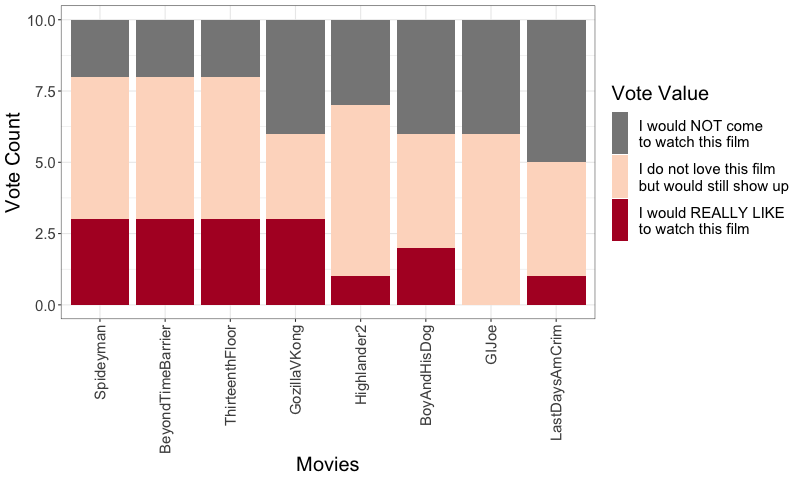 10.0
7.5
5.0
2.5
0.0
Vote Count
Spideyman
BeyondTimeBarrier
ThirteenthFloor
GozillaVKong
Highlander2
BoyAndHisDog
GIJoe
LastDaysAmCrim
Movies
Vote Value
I would NOT come
to watch this film
I do not love this film
but would still show up
I would REALLY LIKE
to watch this film